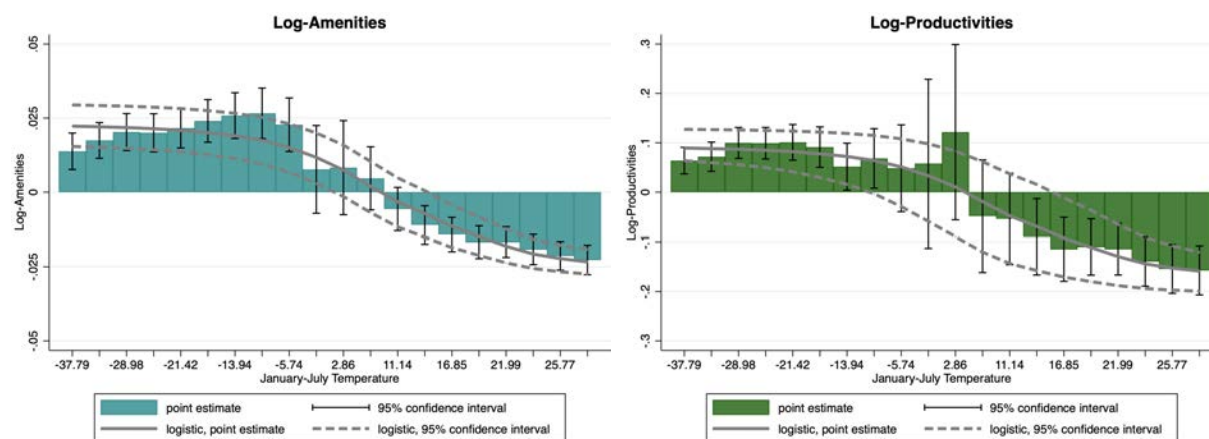 Log-Amenities
Log-Amenities
.05
.025
0
-.025
-.05
-37.79 -28.98 -21.42 -13.94 -5.74 2.86 11.14 16.85 21.99 25.77
January-July Temperature
point estimate 95% confidence interval
logistic, point estimate logistic, 95% confidence interval
Log-Productivities
Log-Productivities
.3
.2
.1
0
-.1
-.2
-.3
-37.79 -28.98 -21.42 -13.94 -5.74 2.86 11.14 16.85 21.99 25.77
January-July Temperature
point estimate 95% confidence interval
logistic, point estimate logistic, 95% confidence interval